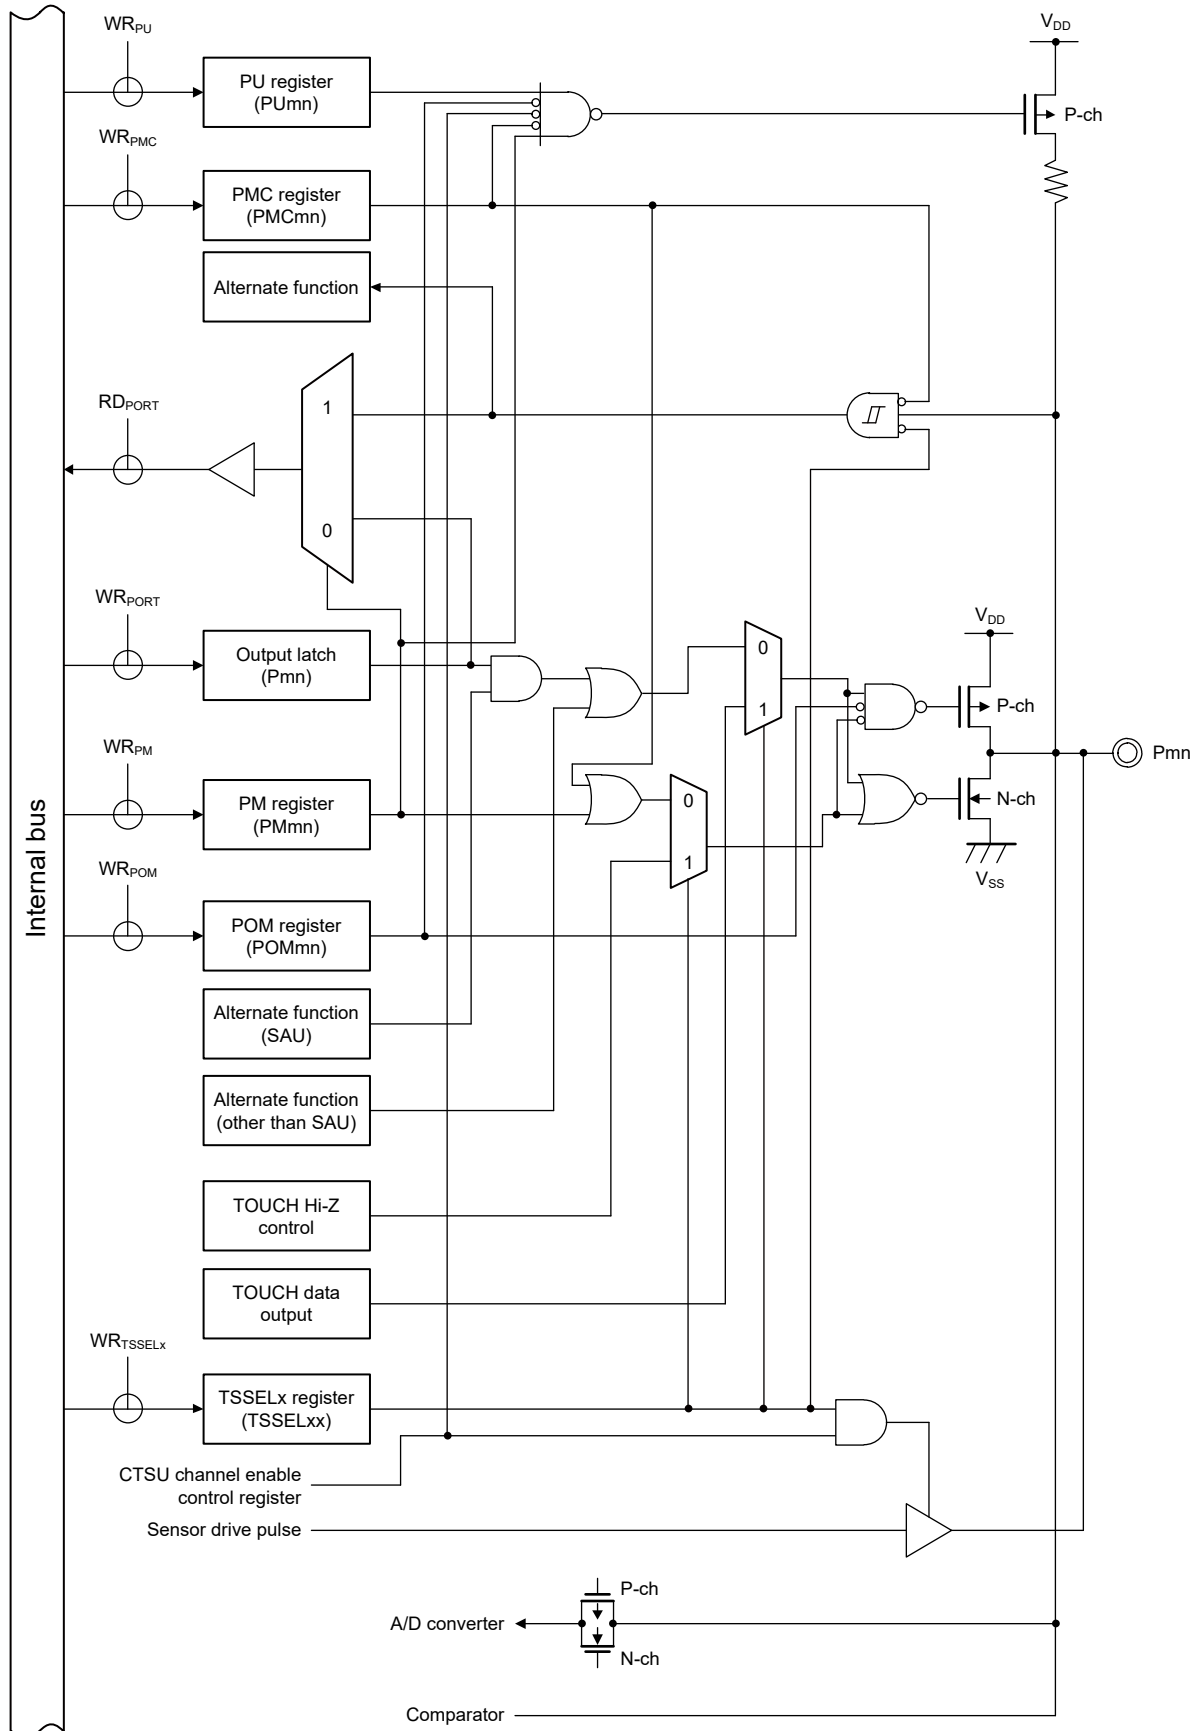 WRPU
VDD
PU register
(PUmn)
P-ch
WRPMC
PMC register
(PMCmn)
Alternate function
RDPORT
1
0
WRPORT
Output latch
(Pmn)
0
1
VDD
P-ch
Pmn
WRPM
PM register
(PMmn)
0
1
N-ch
VSS
Internal bus
WRPOM
POM register
(POMmn)
Alternate function
(SAU)
Alternate function
(other than SAU)
TOUCH Hi-Z
control
TOUCH data
output
WRTSSELx
TSSELx register
(TSSELxx)
CTSU channel enable
control register
Sensor drive pulse
P-ch
A/D converter
N-ch
Comparator